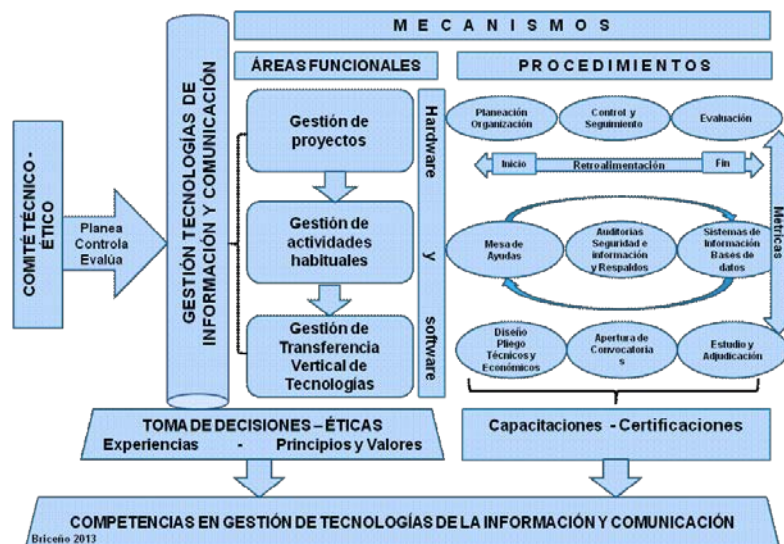 M E C A N I S M O S
ÁREAS FUNCIONALES
P R O C E D I M I E N T O S
COMITÉ TÉCNICO -
ÉTICO
Planea
Controla
Evalúa
GESTIÓN TECNOLOGÍAS DE
INFORMACIÓN Y COMUNICACIÓN
Gestión de
proyectos
Gestión de
actividades
habituales
Gestión de
Transferencia
Vertical de
Tecnologías
Hardware
y
software
Planeación
Organización
Control y
Seguimiento
Evaluación
Inicio
Retroalimentación
Fin
Metricas
Mesa de
Ayudas
Auditorias
Seguridad e
información
y Respaldos
Sistemas de
Información
Bases de
datos
Diseño
Pliego
Técnicos y
Económicos
Apertura de
Convocatoria
s
Estudio y
Adjudicación
TOMA DE DECISIONES – ÉTICAS
Experiencias - Principios y Valores
Capacitaciones - Certificaciones
COMPETENCIAS EN GESTIÓN DE TECNOLOGÍAS DE LA INFORMACIÓN Y COMUNICACIÓN
Briceño 2013